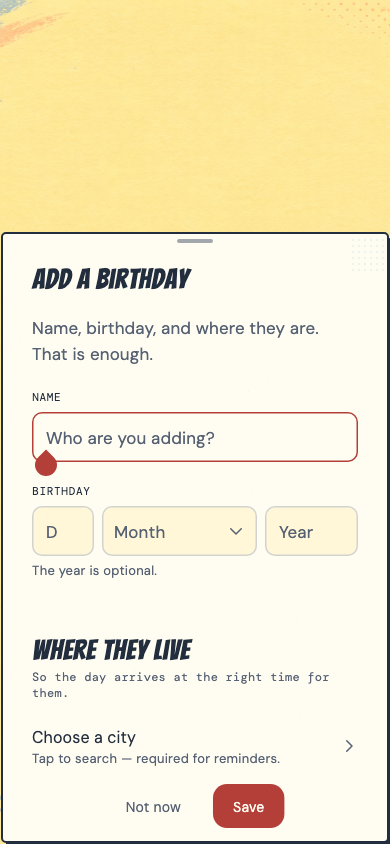 ADD A BIRTHDAY
Name, birthday, and where they are.
That is enough.
NAME
Who are you adding?
BIRTHDAY
D Month Year
The year is optional.
WHERE THEY LIVE
So the day arrives at the right time for
them.
Choose a city
Tap to search — required for reminders.
Not now Save